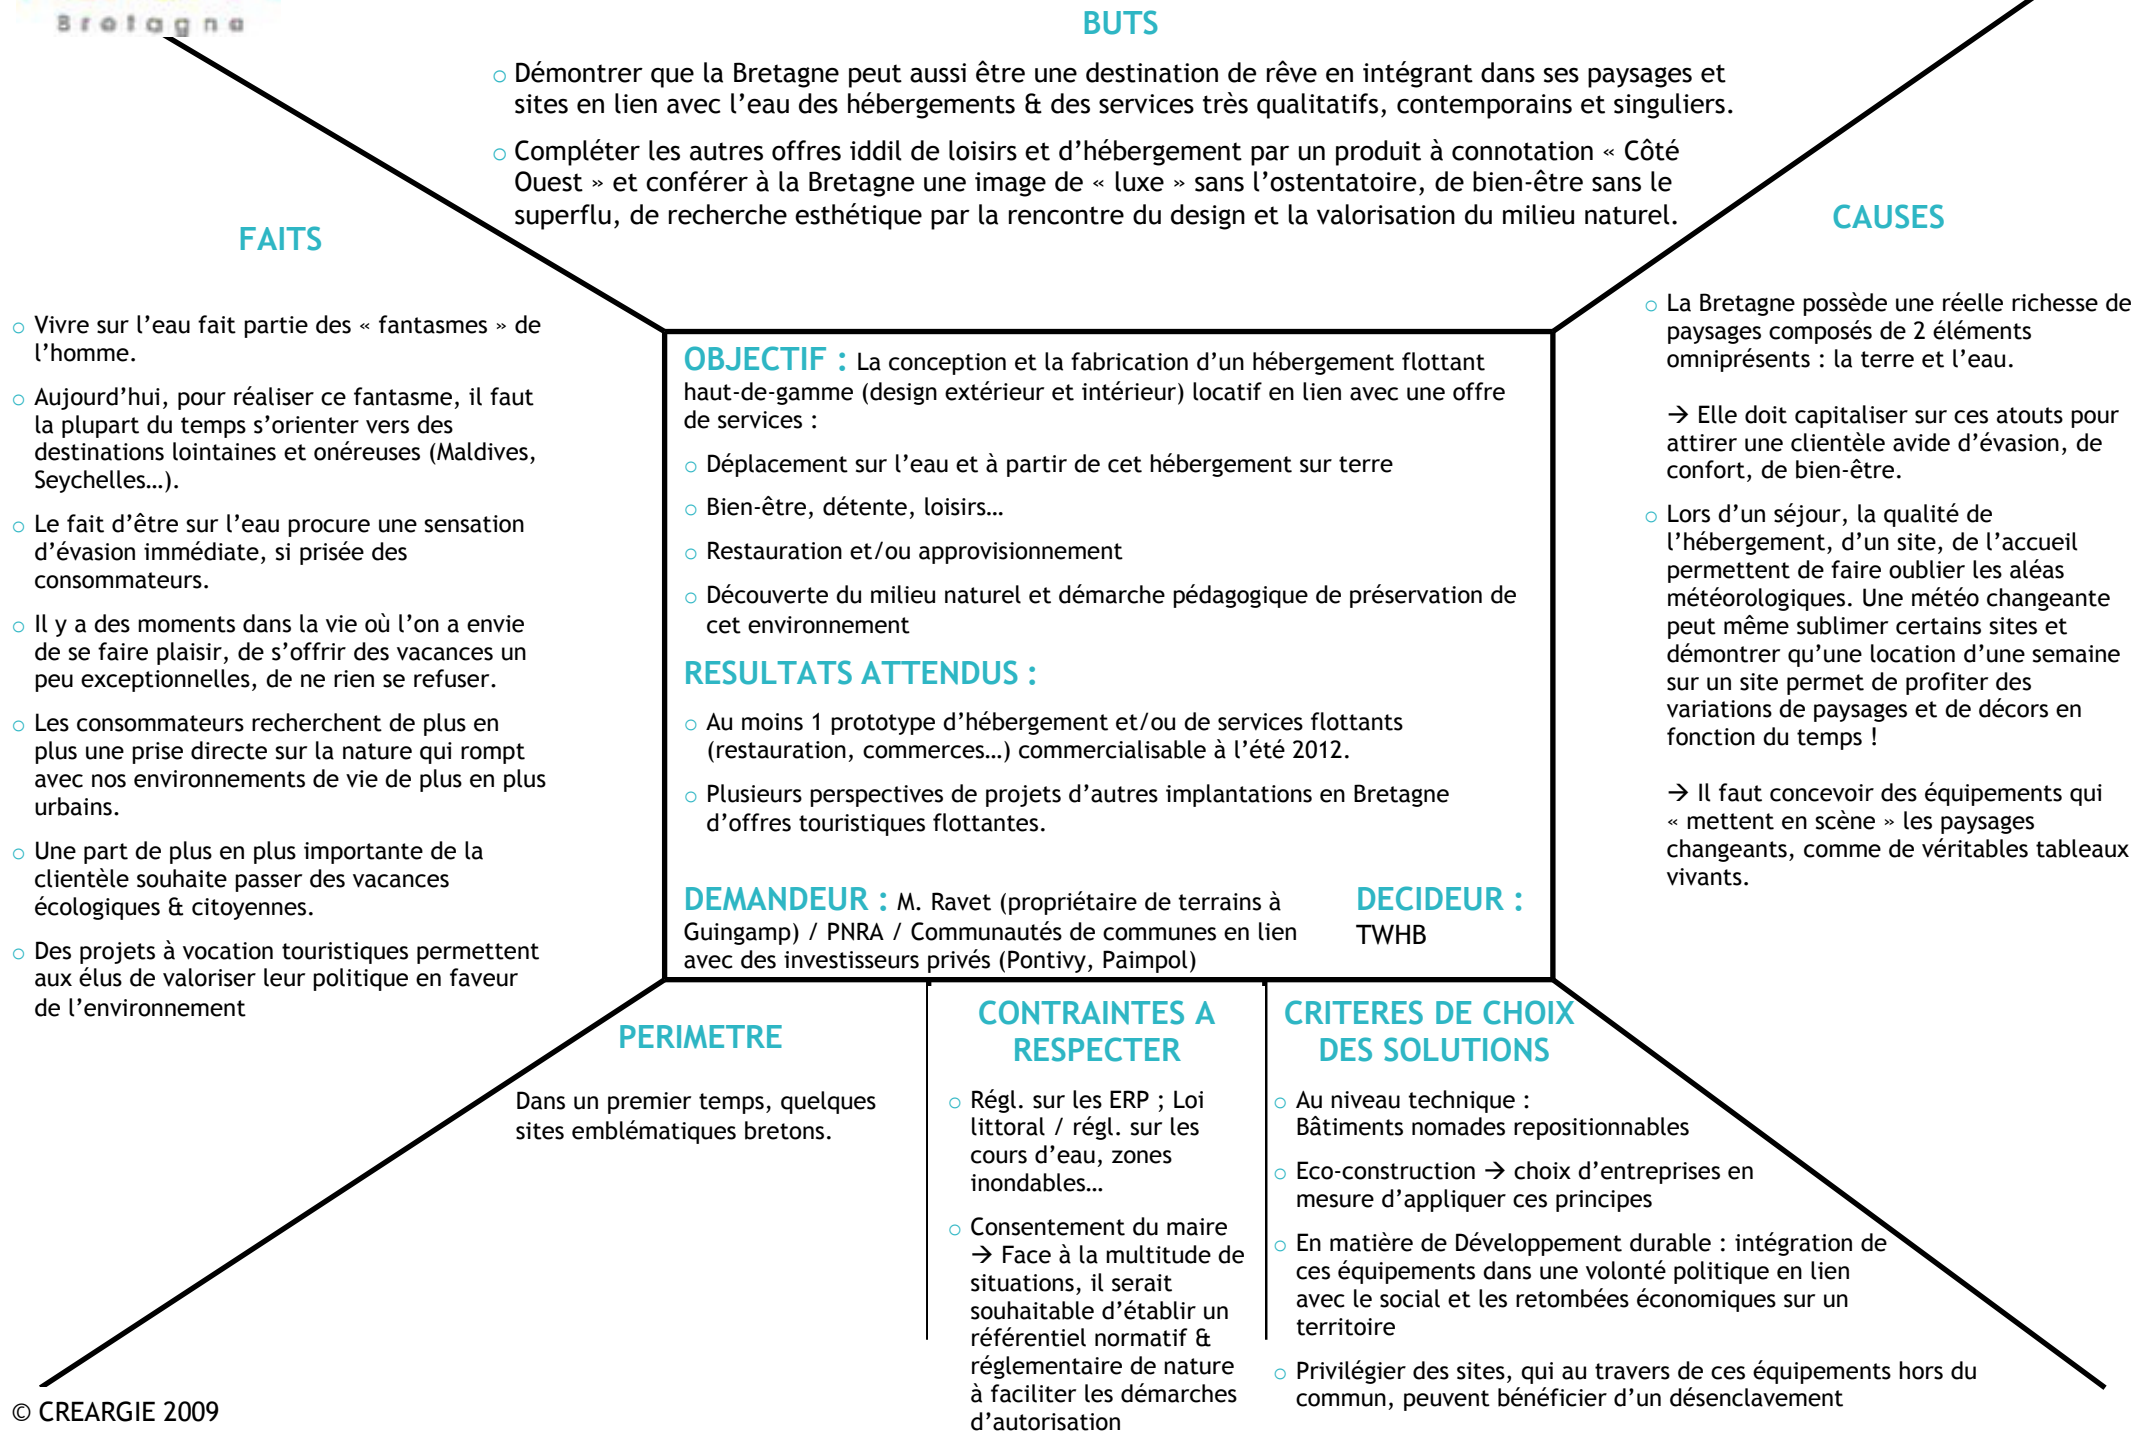 Bretagne
BUTS
○ Démontrer que la Bretagne peut aussi être une destination de rêve en intégrant dans ses paysages et
sites en lien avec l’eau des hébergements & des services très qualitatifs, contemporains et singuliers.
○ Compléter les autres offres iddil de loisirs et d’hébergement par un produit à connotation « Côté
Ouest » et conférer à la Bretagne une image de « luxe » sans l’ostentatoire, de bien-être sans le
superflu, de recherche esthétique par la rencontre du design et la valorisation du milieu naturel.
FAITS
○ Vivre sur l’eau fait partie des « fantasmes » de
l’homme.
○ Aujourd’hui, pour réaliser ce fantasme, il faut
la plupart du temps s’orienter vers des
destinations lointaines et onéreuses (Maldives,
Seychelles…).
○ Le fait d’être sur l’eau procure une sensation
d’évasion immédiate, si prisée des
consommateurs.
○ Il y a des moments dans la vie où l’on a envie
de se faire plaisir, de s’offrir des vacances un
peu exceptionnelles, de ne rien se refuser.
○ Les consommateurs recherchent de plus en
plus une prise directe sur la nature qui rompt
avec nos environnements de vie de plus en plus
urbains.
○ Une part de plus en plus importante de la
clientèle souhaite passer des vacances
écologiques & citoyennes.
○ Des projets à vocation touristiques permettent
aux élus de valoriser leur politique en faveur
de l’environnement
OBJECTIF : La conception et la fabrication d’un hébergement flottant
haut-de-gamme (design extérieur et intérieur) locatif en lien avec une offre
de services :
○ Déplacement sur l’eau et à partir de cet hébergement sur terre
○ Bien-être, détente, loisirs…
○ Restauration et/ou approvisionnement
○ Découverte du milieu naturel et démarche pédagogique de préservation de
cet environnement
RESULTATS ATTENDUS :
○ Au moins 1 prototype d’hébergement et/ou de services flottants
(restauration, commerces…) commercialisable à l’été 2012.
○ Plusieurs perspectives de projets d’autres implantations en Bretagne
d’offres touristiques flottantes.
DEMANDEUR : M. Ravet (propriétaire de terrains à
Guingamp) / PNRA / Communautés de communes en lien
avec des investisseurs privés (Pontivy, Paimpol)
DECIDEUR :
TWHB
CAUSES
○ La Bretagne possède une réelle richesse de
paysages composés de 2 éléments
omniprésents : la terre et l’eau.
→ Elle doit capitaliser sur ces atouts pour
attirer une clientèle avide d’évasion, de
confort, de bien-être.
○ Lors d’un séjour, la qualité de
l’hébergement, d’un site, de l’accueil
permettent de faire oublier les aléas
météorologiques. Une météo changeante
peut même sublimer certains sites et
démontrer qu’une location d’une semaine
sur un site permet de profiter des
variations de paysages et de décors en
fonction du temps !
→ Il faut concevoir des équipements qui
« mettent en scène » les paysages
changeants, comme de véritables tableaux
vivants.
PERIMETRE
Dans un premier temps, quelques
sites emblématiques bretons.
CONTRAINTES A
RESPECTER
○ Régl. sur les ERP ; Loi
littoral / régl. sur les
cours d’eau, zones
inondables…
○ Consentement du maire
→ Face à la multitude de
situations, il serait
souhaitable d’établir un
référentiel normatif &
réglementaire de nature
à faciliter les démarches
d’autorisation
CRITERES DE CHOIX
DES SOLUTIONS
○ Au niveau technique :
Bâtiments nomades repositionnables
○ Eco-construction → choix d’entreprises en
mesure d’appliquer ces principes
○ En matière de Développement durable : intégration de
ces équipements dans une volonté politique en lien
avec le social et les retombées économiques sur un
territoire
○ Privilégier des sites, qui au travers de ces équipements hors du
commun, peuvent bénéficier d’un désenclavement
© CREARGIE 2009